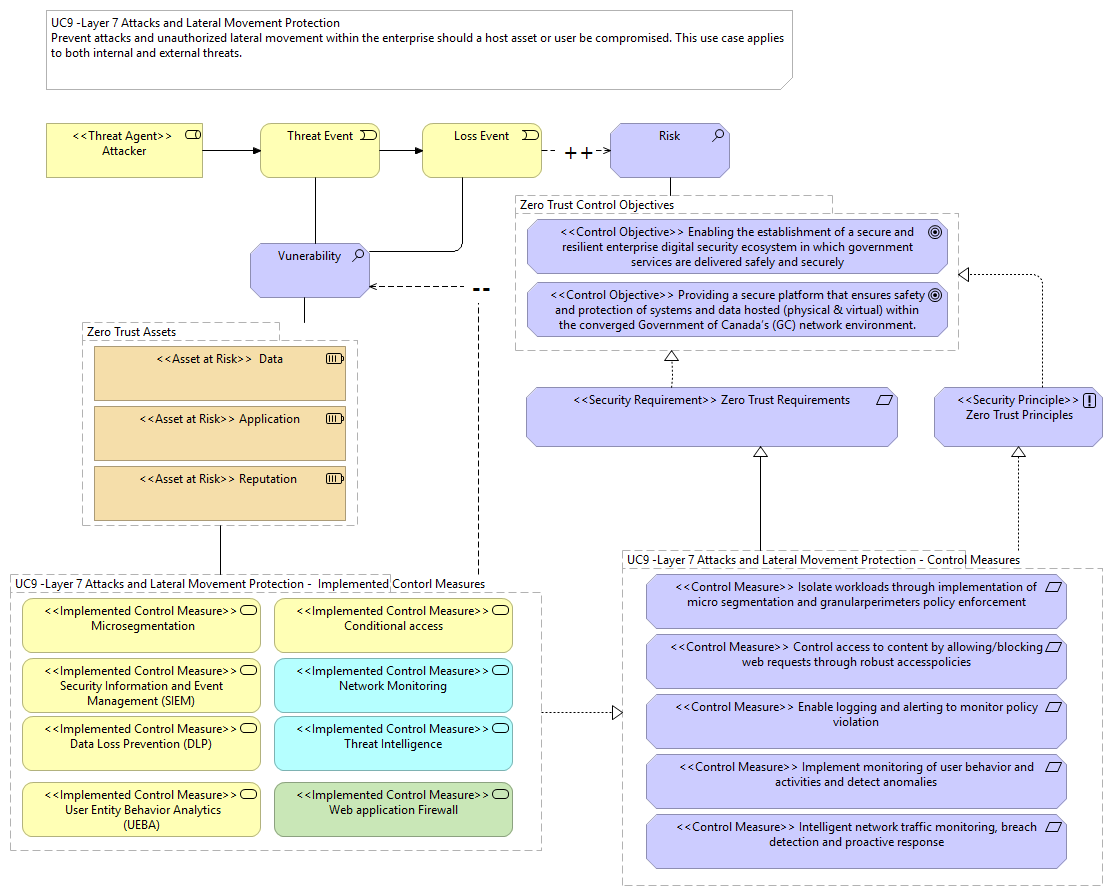 UC9 -Layer 7 Attacks and Lateral Movement Protection
Prevent attacks and unauthorized lateral movement within the enterprise should a host asset or user be compromised. This use case applies
to both internal and external threats.
<<Threat Agent>>
Attacker
Threat Event
Loss Event
++
Risk
Vunerability
--
Zero Trust Control Objectives
<<Control Objective>> Enabling the establishment of a secure and
resilient enterprise digital security ecosystem in which government
services are delivered safely and securely
<<Control Objective>> Providing a secure platform that ensures safety
and protection of systems and data hosted (physical & virtual) within
the converged Government of Canada's (GC) network environment.
Zero Trust Assets
<<Asset at Risk>> Data
<<Asset at Risk>> Application
<<Asset at Risk>> Reputation
<<Security Requirement>> Zero Trust Requirements
<<Security Principle>>
Zero Trust Principles
UC9 -Layer 7 Attacks and Lateral Movement Protection - Implemented Contorl Measures
<<Implemented Control Measure>>
Microsegmentation
<<Implemented Control Measure>>
Conditional access
<<Implemented Control Measure>>
Security Information and Event
Management (SIEM)
<<Implemented Control Measure>>
Network Monitoring
<<Implemented Control Measure>>
Data Loss Prevention (DLP)
<<Implemented Control Measure>>
Threat Intelligence
<<Implemented Control Measure>>
User Entity Behavior Analytics
(UEBA)
<<Implemented Control Measure>>
Web application Firewall
UC9 -Layer 7 Attacks and Lateral Movement Protection - Control Measures
<<Control Measure>> Isolate workloads through implementation of
micro segmentation and granularperimeters policy enforcement
<<Control Measure>> Control access to content by allowing/blocking
web requests through robust accesspolicies
<<Control Measure>> Enable logging and alerting to monitor policy
violation
<<Control Measure>> Implement monitoring of user behavior and
activities and detect anomalies
<<Control Measure>> Intelligent network traffic monitoring, breach
detection and proactive response